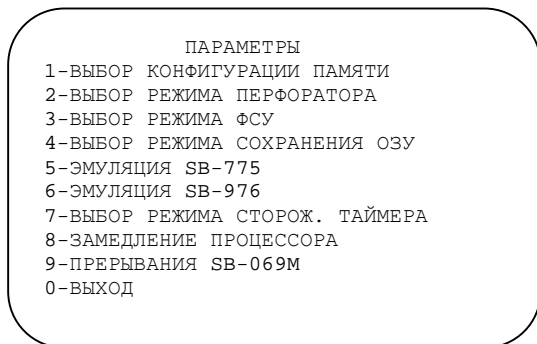 ПАРАМЕТРЫ
1-ВЫБОР КОНФИГУРАЦИИ ПАМЯТИ
2-ВЫБОР РЕЖИМА ПЕРФОРАТОРА
3-ВЫБОР РЕЖИМА ФСУ
4-ВЫБОР РЕЖИМА СОХРАНЕНИЯ ОЗУ
5-ЭМУЛЯЦИЯ SB-775
6-ЭМУЛЯЦИЯ SB-976
7-ВЫБОР РЕЖИМА СТОРОЖ. ТАЙМЕРА
8-ЗАМЕДЛЕНИЕ ПРОЦЕССОРА
9-ПРЕРЫВАНИЯ SB-069M
0-ВЫХОД